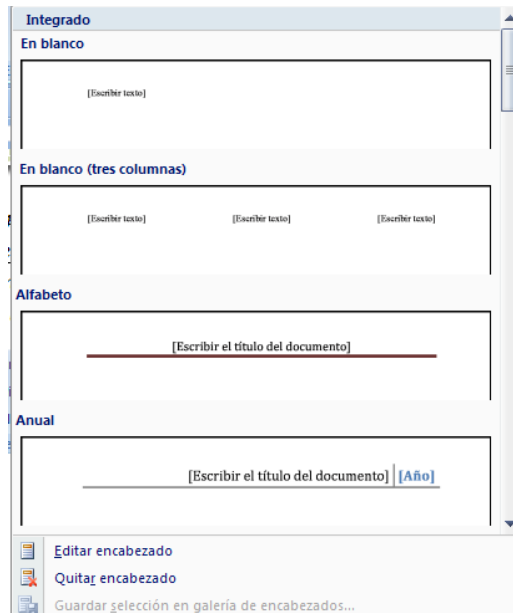 Integrado
En blanco
[Escribir texto]
En blanco (tres columnas)
[Escribir texto] [Escribir texto] [Escribir texto]
Alfabeto
[Escribir el título del documento]
Anual
[Escribir el título del documento] [Año]
Editar encabezado
Quitar encabezado
Guardar selección en galería de encabezados...